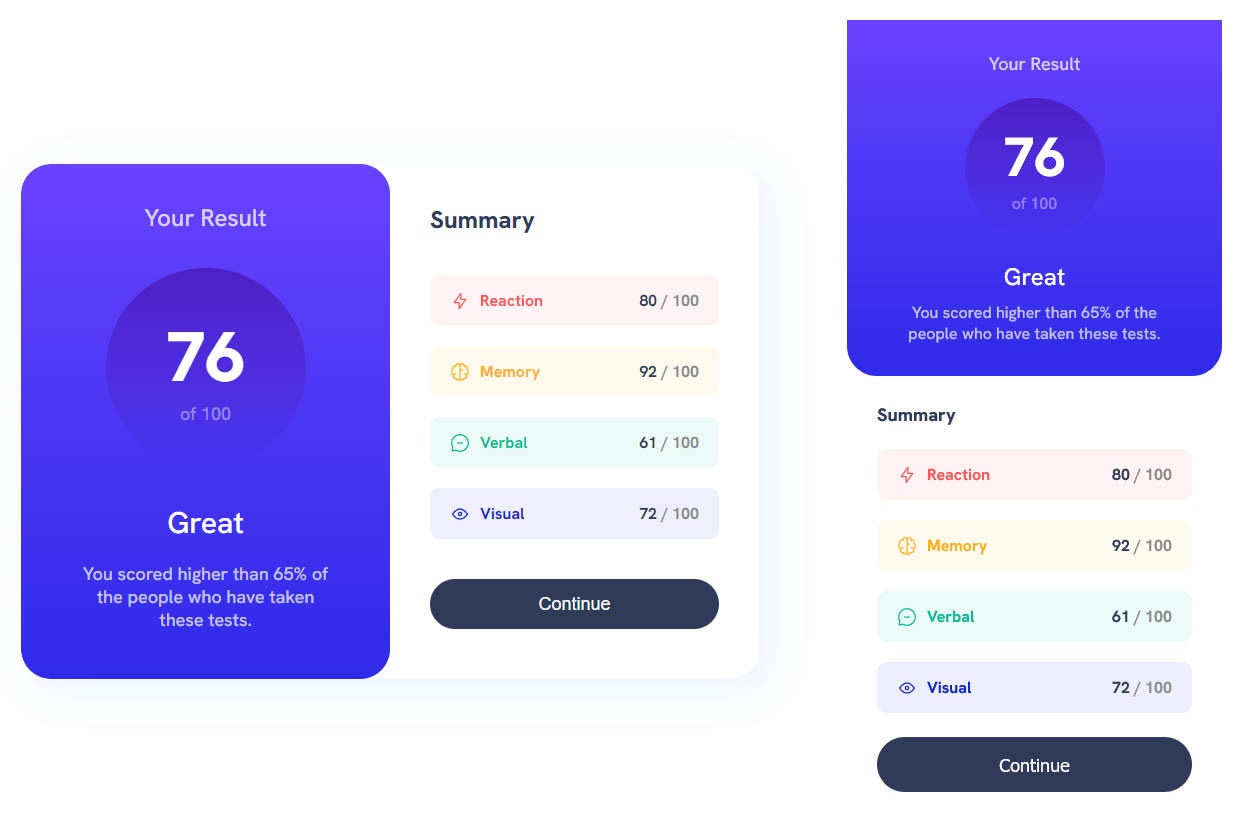 Your Result
76
of 100
Great
You scored higher than 65% of
the people who have taken
these tests.
Summary
Reaction 80 / 100
Memory 92 / 100
Verbal 61 / 100
Visual 72 / 100
Continue
Your Result
76
of 100
Great
You scored higher than 65% of the
people who have taken these tests.
Summary
Reaction 80 / 100
Memory 92 / 100
Verbal 61 / 100
Visual 72 / 100
Continue